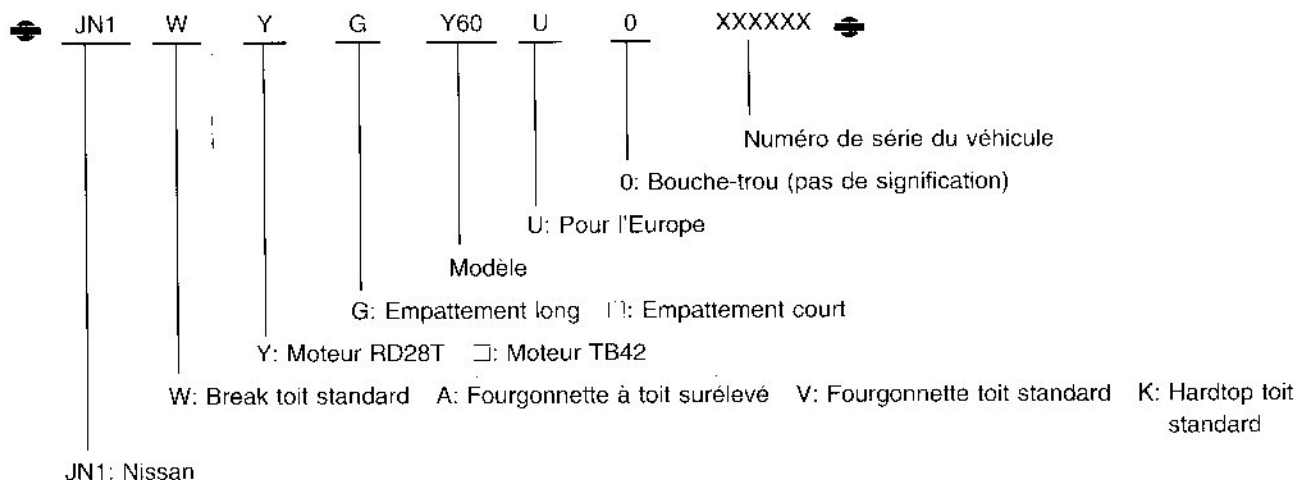 JN1 W Y G Y60 U 0 XXXXXX
Numéro de série du véhicule
0: Bouche-trou (pas de signification)
U: Pour l'Europe
Modèle
G: Empattement long □: Empattement court
Y: Moteur RD28T □: Moteur TB42
W: Break toit standard A: Fourgonnette à toit surélevé V: Fourgonnette toit standard K: Hardtop toit
standard
JN1: Nissan